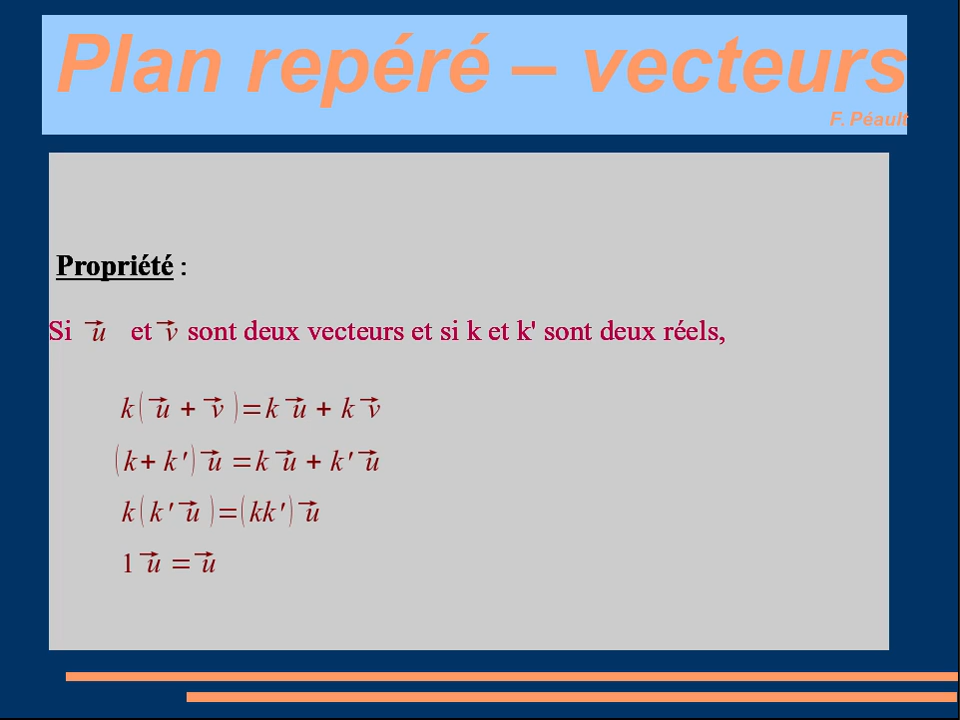 Plan repéré – vecteurs
F. Péault
Propriété :
Si u⃗ et v⃗ sont deux vecteurs et si k et k' sont deux réels,
k(u⃗ + v⃗) = k u⃗ + k v⃗
(k + k') u⃗ = k u⃗ + k' u⃗
k(k' u⃗) = (kk') u⃗
1 u⃗ = u⃗